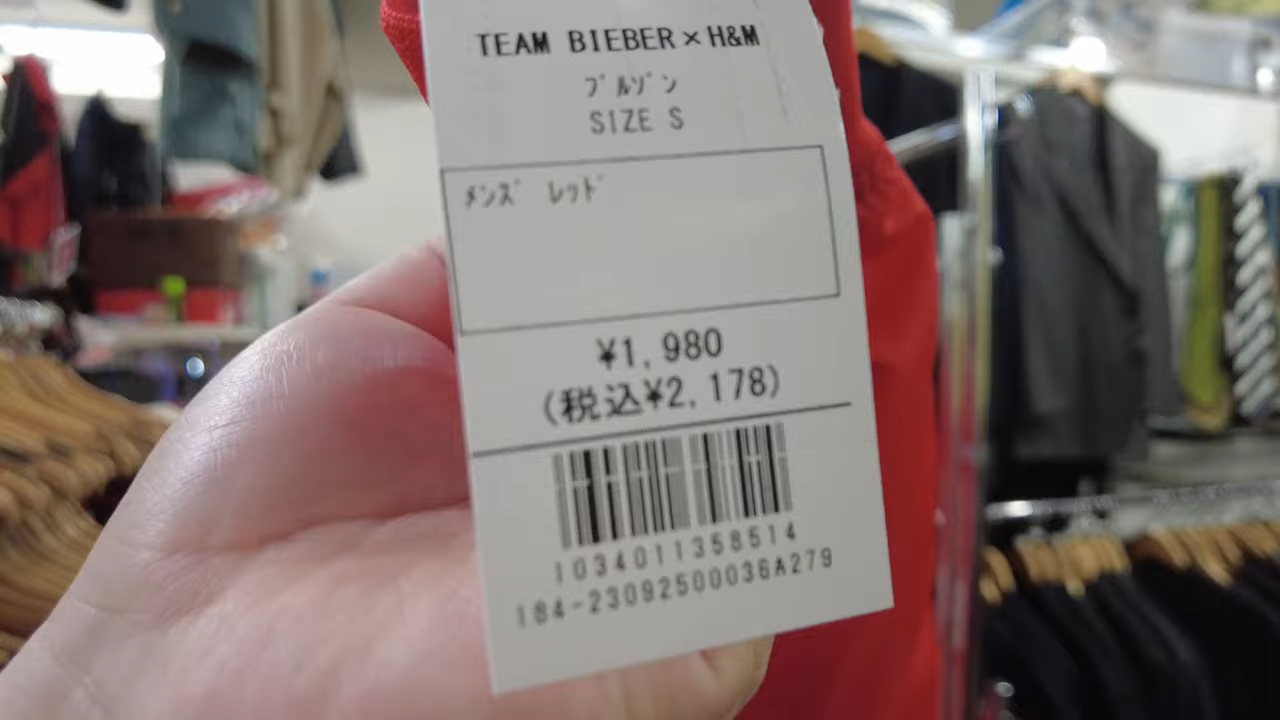 TEAM BIEBER×H&M
ﾌﾞﾙｿﾞﾝ
SIZE S
ﾒﾝｽﾞ ﾚｯﾄﾞ
¥1,980
(税込¥2,178)
1034011358514
184-23092500036A279